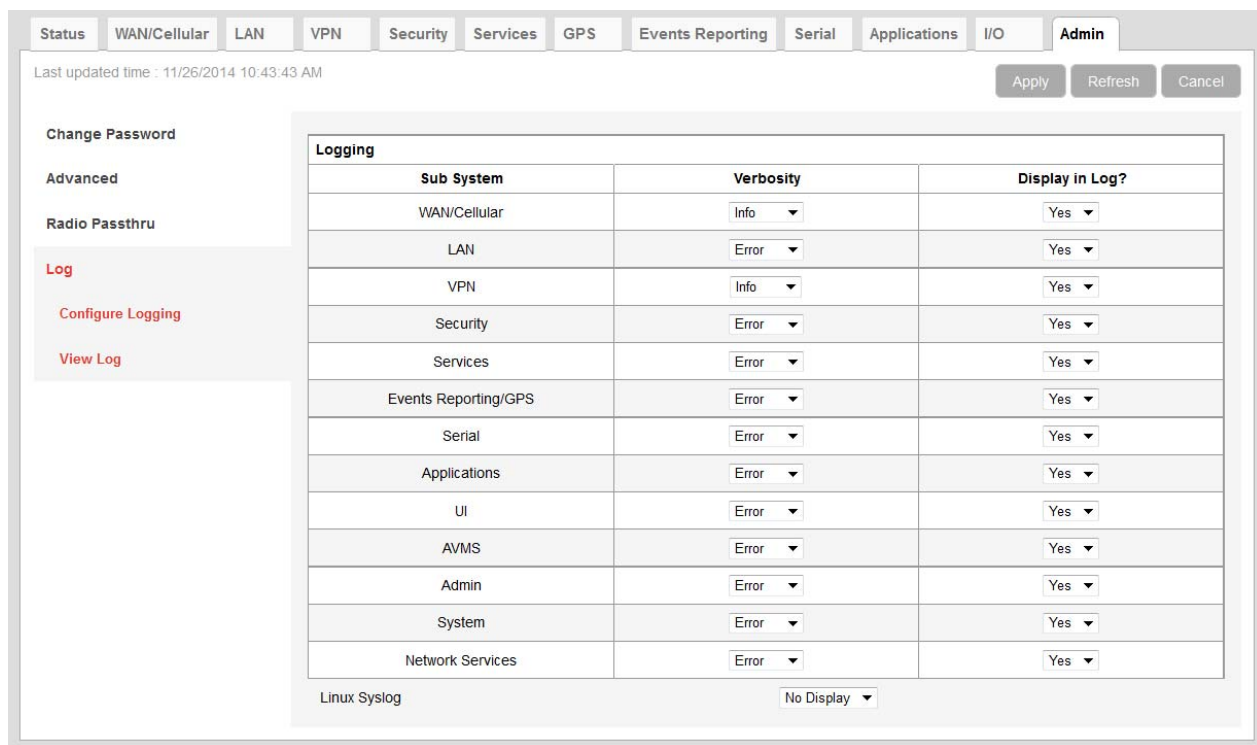 Status WAN/Cellular LAN VPN Security Services GPS Events Reporting Serial Applications I/O Admin
Last updated time : 11/26/2014 10:43:43 AM
Apply Refresh Cancel
Change Password
Advanced
Radio Passthru
Log
Configure Logging
View Log
Logging
Sub System Verbosity Display in Log?
WAN/Cellular Info Yes
LAN Error Yes
VPN Info Yes
Security Error Yes
Services Error Yes
Events Reporting/GPS Error Yes
Serial Error Yes
Applications Error Yes
UI Error Yes
AVMS Error Yes
Admin Error Yes
System Error Yes
Network Services Error Yes
Linux Syslog No Display